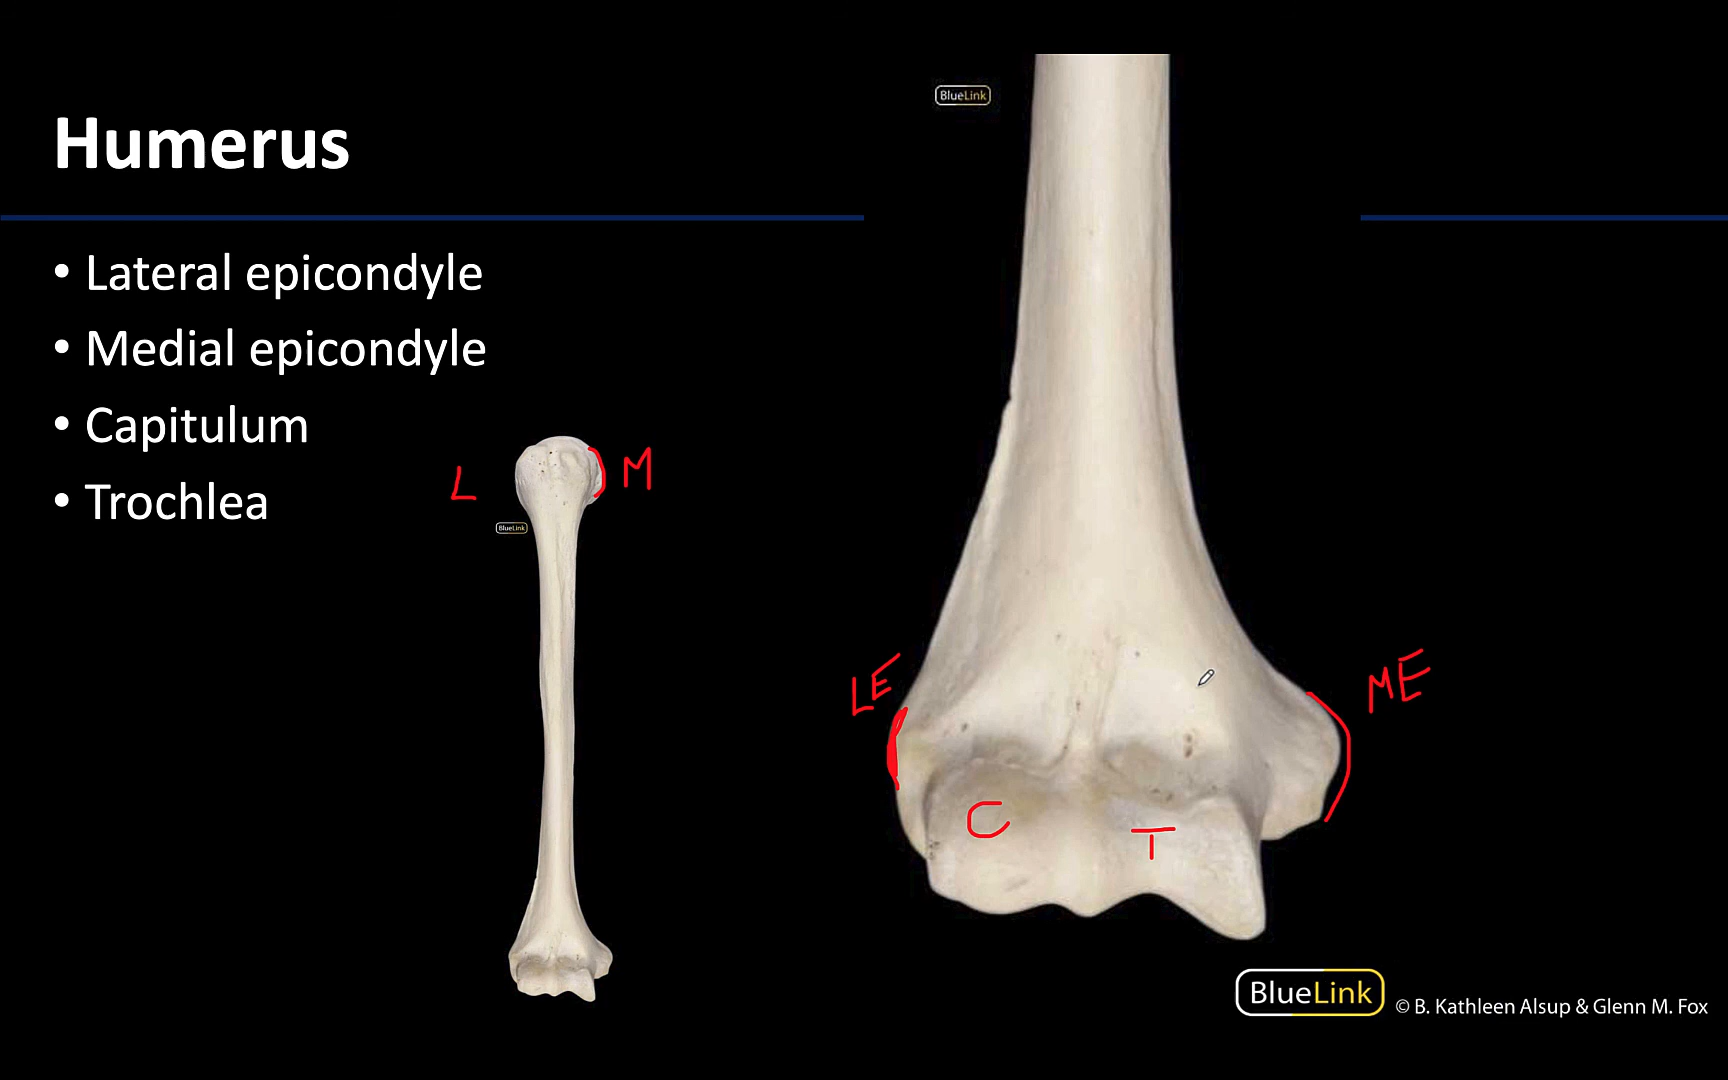 BlueLink
Humerus
• Lateral epicondyle
• Medial epicondyle
• Capitulum
• Trochlea
L
M
BlueLink
LE
ME
C
T
BlueLink
© B. Kathleen Alsup & Glenn M. Fox